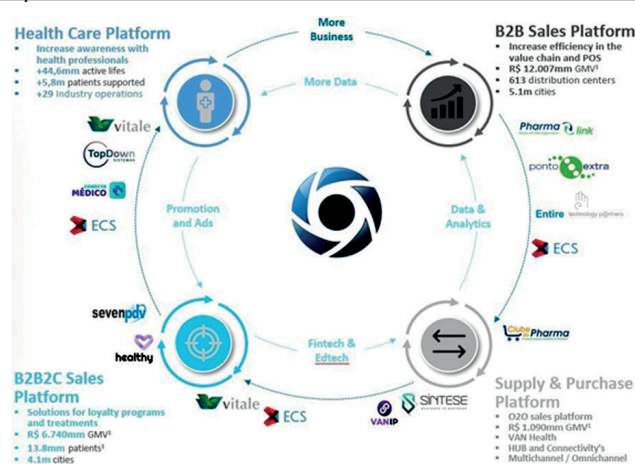 More
Business
Health Care Platform
Increase awareness with
health professionals
+44,6mm active lifes
+5,8m patients supported
+29 Industry operations
B2B Sales Platform
Increase efficiency in the
value chain and POS
R$ 12.007mm GMV¹
613 distribution centers
5.1m cities
More Data
vitale
TopDown
SISTEMAS
CONECTA
MÉDICO
ECS
Pharma link
ponto extra
Entire technology p@rtners
ECS
Promotion
and Ads
Data &
Analytics
sevenpdv
healthy
Fintech &
Edtech
Clube
Pharma
B2B2C Sales
Platform
Solutions for loyalty programs
and treatments
R$ 6.740mm GMV¹
13.8mm patients¹
4.1m cities
vitale
ECS
VANIP
SÍNTESE
Supply & Purchase
Platform
O2O sales platform
R$ 1.090mm GMV¹
VAN Health
HUB and Connectivity's
Multichannel / Omnichannel